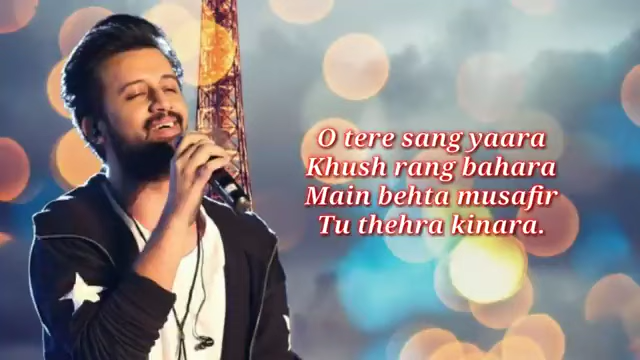 O tere sang yaara
Khush rang bahara
Main behta musafir
Tu thehra kinara.